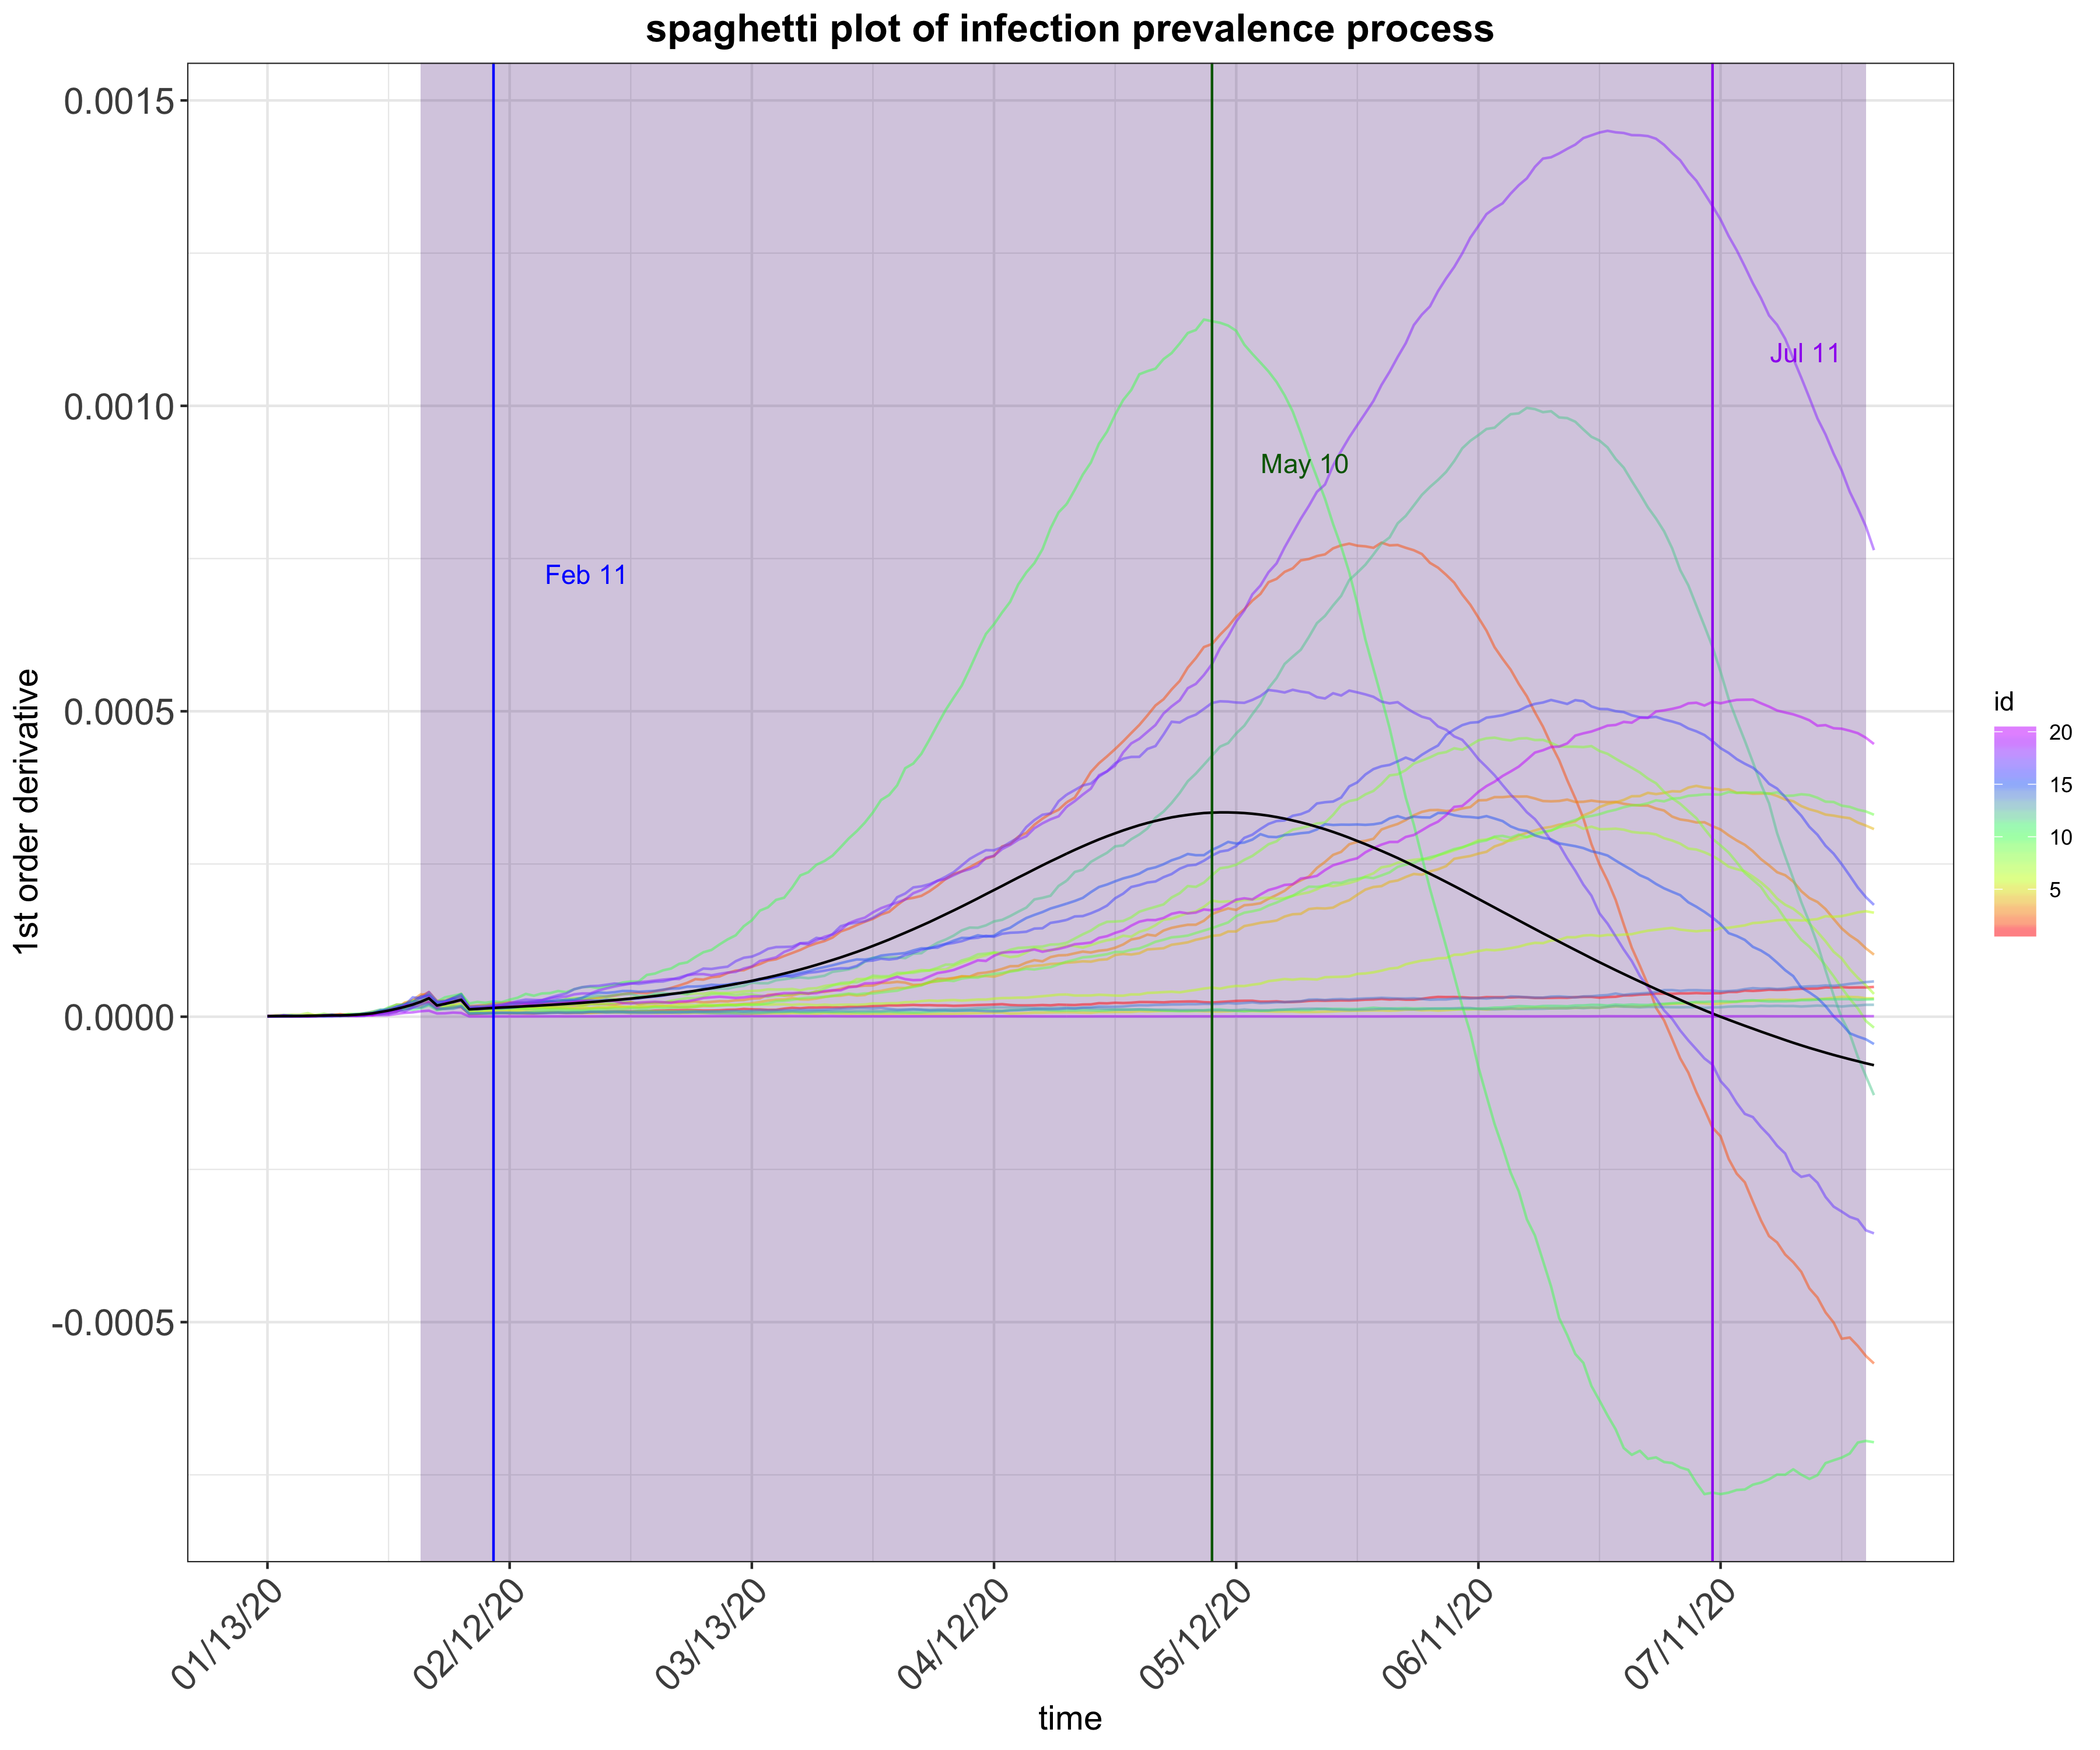 spaghetti plot of infection prevalence process
1st order derivative
0.0015
0.0010
0.0005
0.0000
-0.0005
Jul 11
May 10
Feb 11
id
20
15
10
5
01/13/20
02/12/20
03/13/20
04/12/20
05/12/20
06/11/20
07/11/20
time